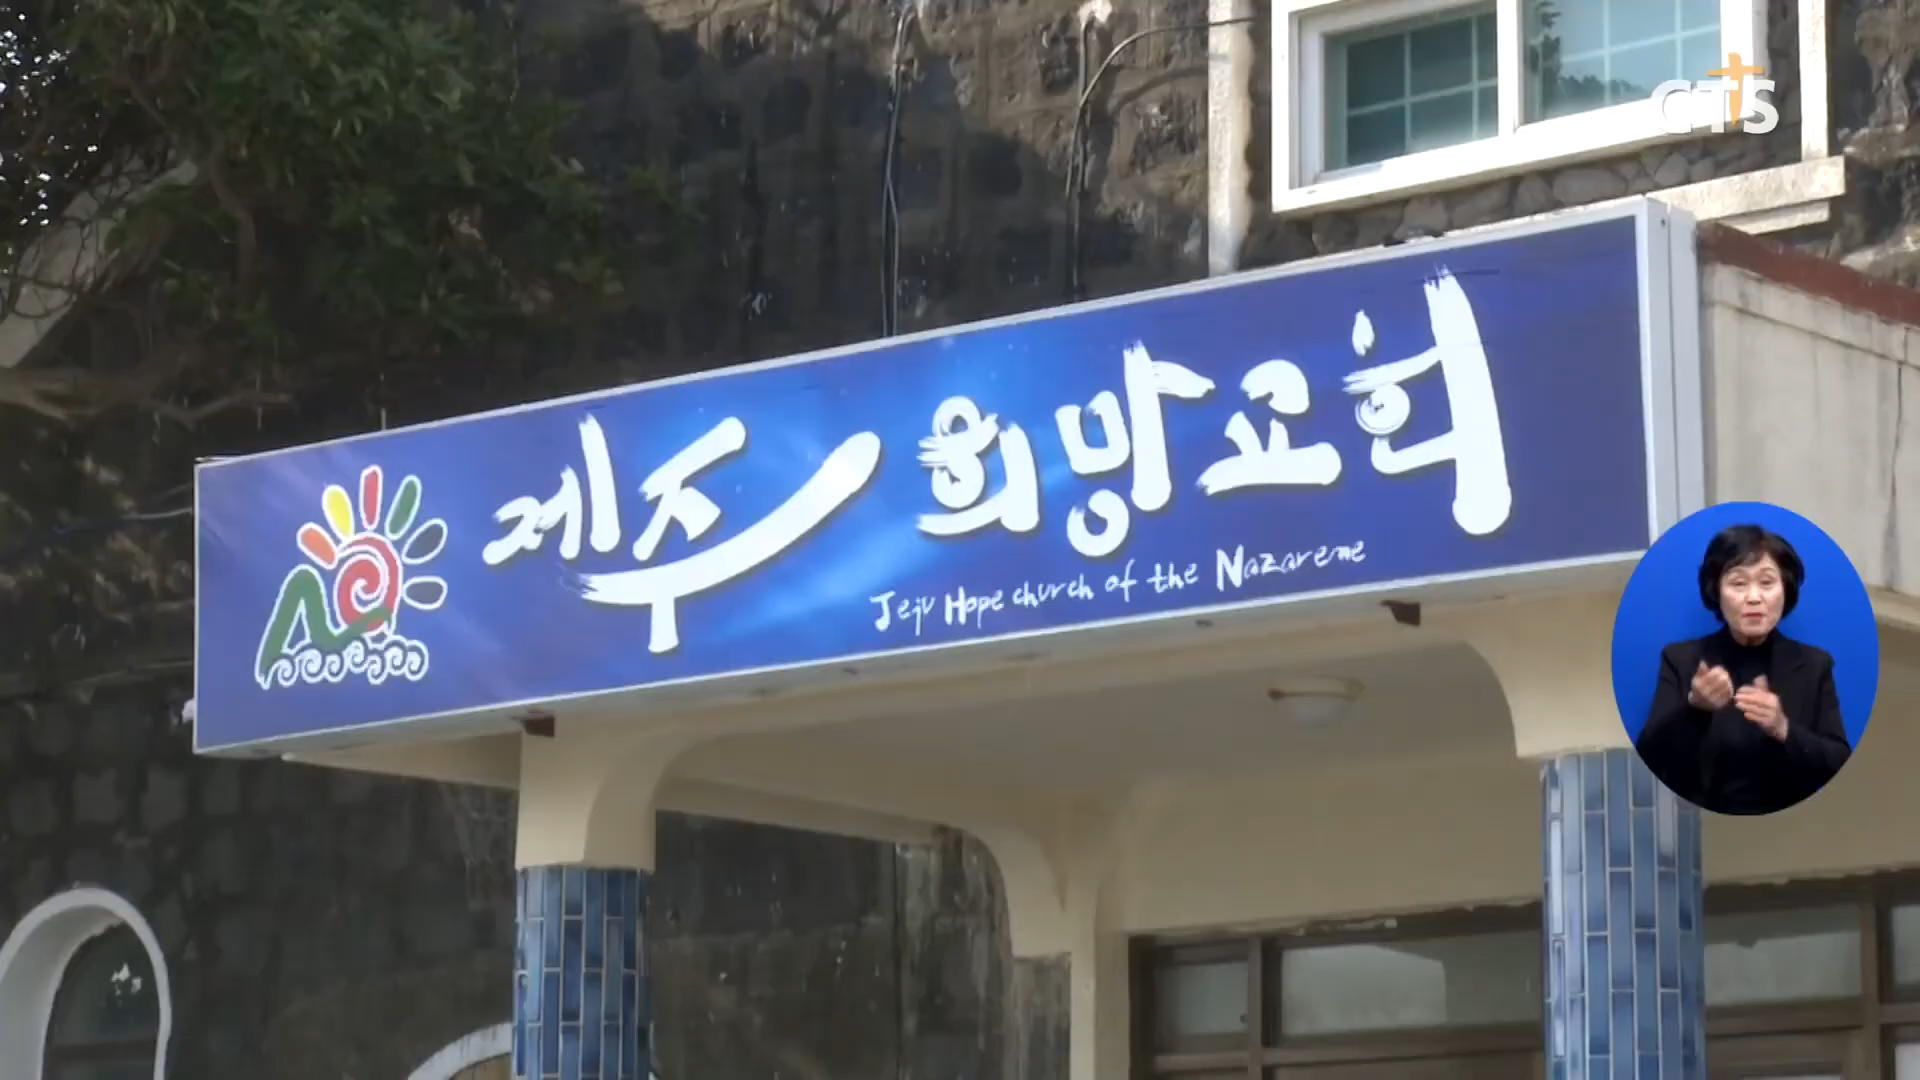 CTS
제주희망교회
Jeju Hope church of the Nazarene